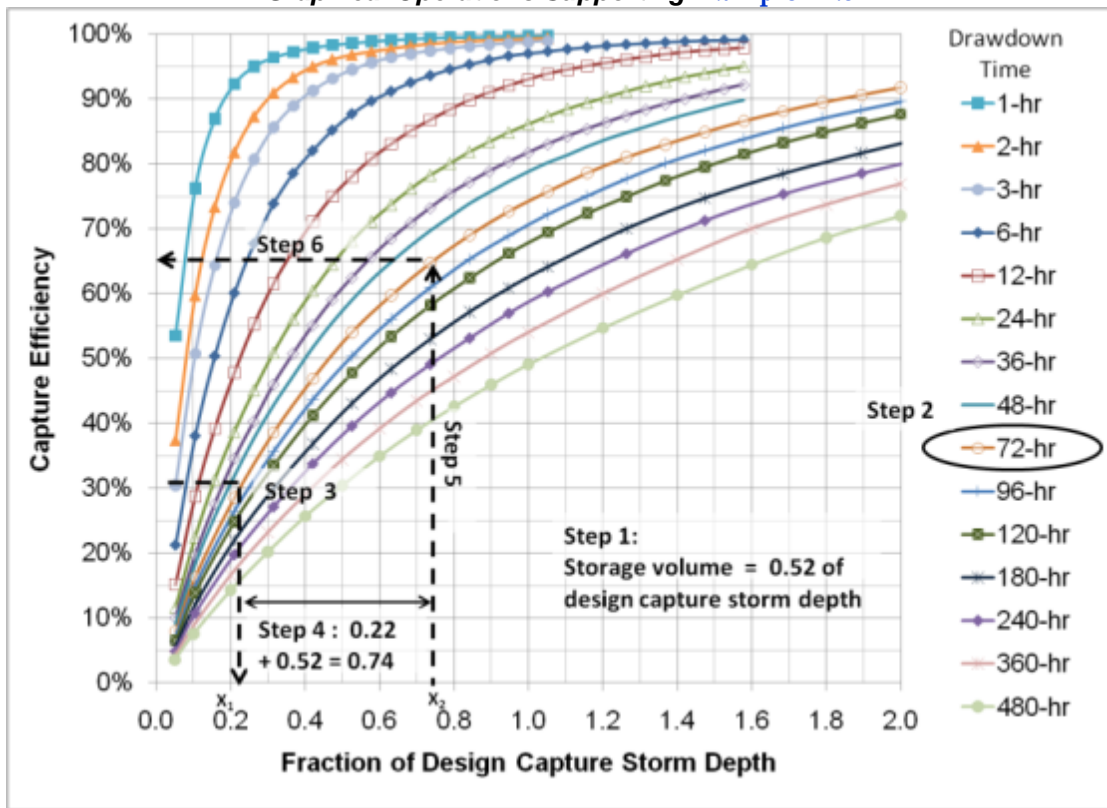 100%
90%
80%
70%
60%
50%
40%
30%
20%
10%
0%
Capture Efficiency
Step 6
Step 5
Step 3
Step 2
Step 1:
Storage volume = 0.52 of
design capture storm depth
Step 4 : 0.22
+ 0.52 = 0.74
X₁
X₂
0.0 0.2 0.4 0.6 0.8 1.0 1.2 1.4 1.6 1.8 2.0
Fraction of Design Capture Storm Depth
Drawdown
Time
1-hr
2-hr
3-hr
6-hr
12-hr
24-hr
36-hr
48-hr
72-hr
96-hr
120-hr
180-hr
240-hr
360-hr
480-hr